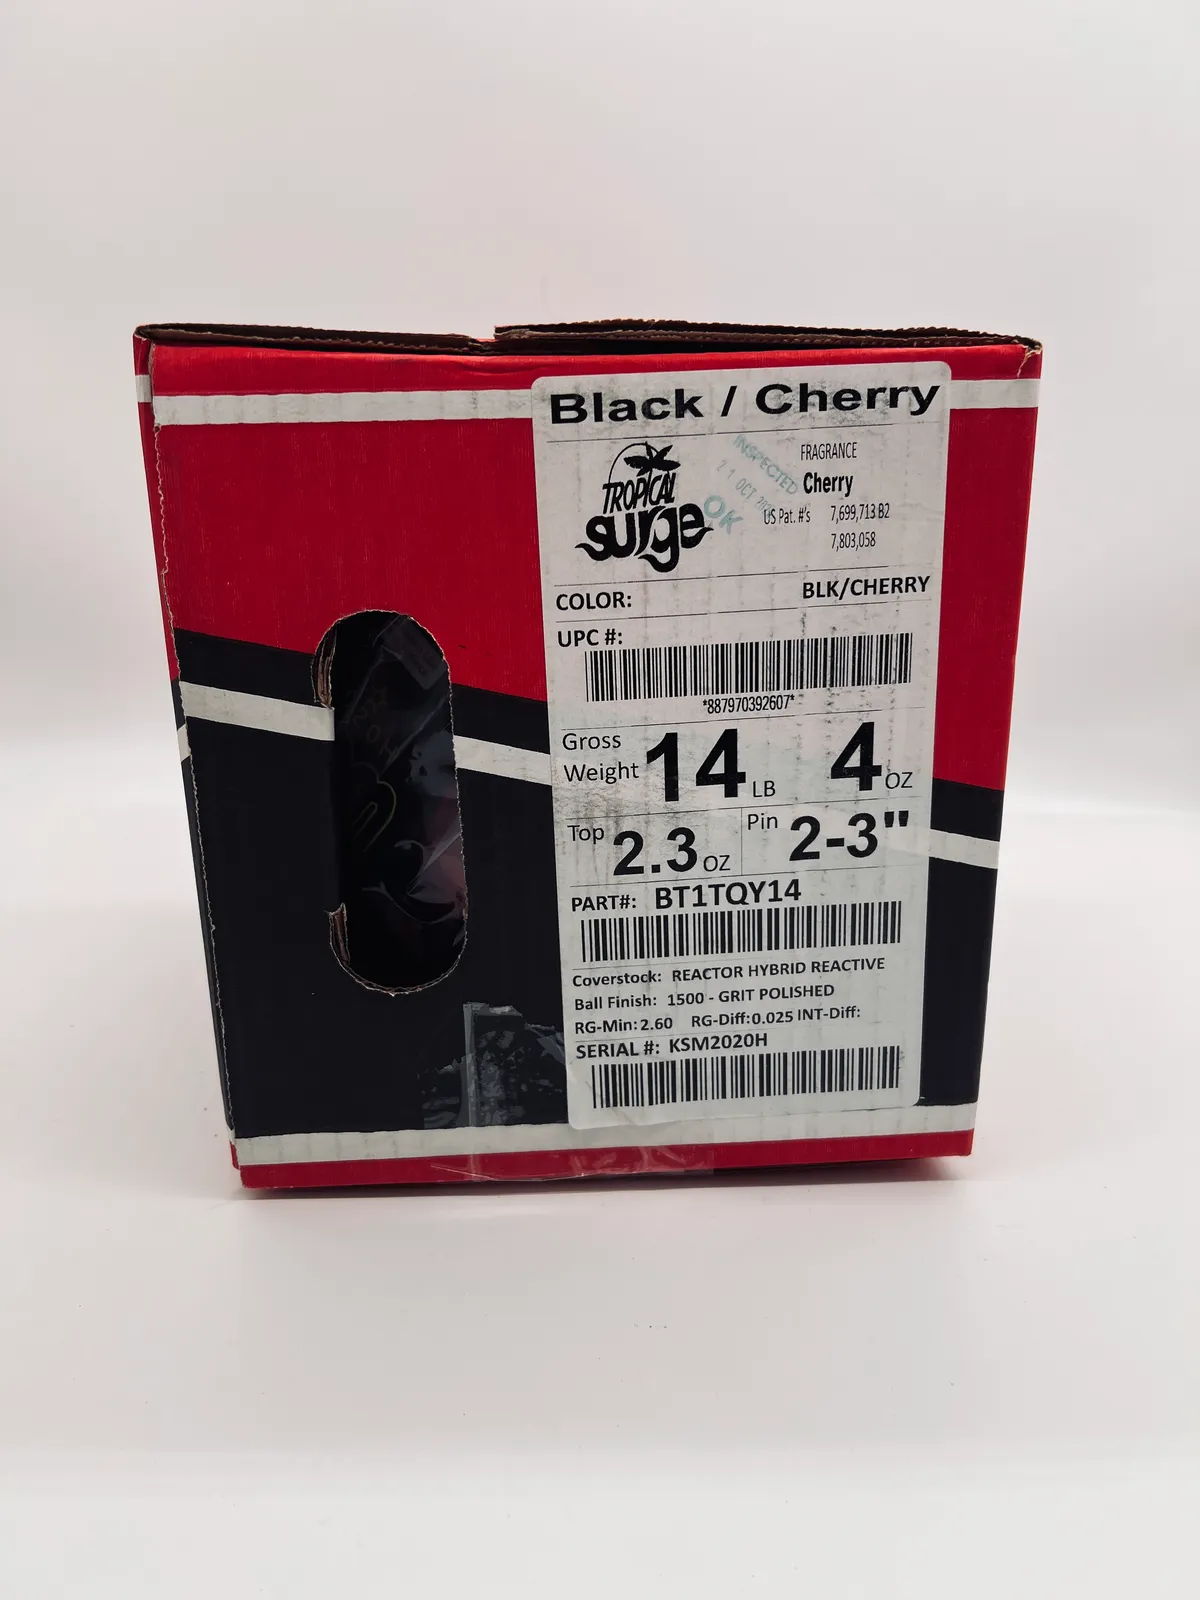 Black / Cherry
TROPICAL
surge
INSPECTED
21 OCT
OK
FRAGRANCE
Cherry
US Pat. #'s 7,699,713 B2
7,803,058
COLOR: BLK/CHERRY
UPC #:
*887970392607*
Gross Weight 14 LB 4 OZ
Top 2.3 OZ Pin 2-3"
PART#: BT1TQY14
Coverstock: REACTOR HYBRID REACTIVE
Ball Finish: 1500 - GRIT POLISHED
RG-Min: 2.60 RG-Diff: 0.025 INT-Diff:
SERIAL #: KSM2020H